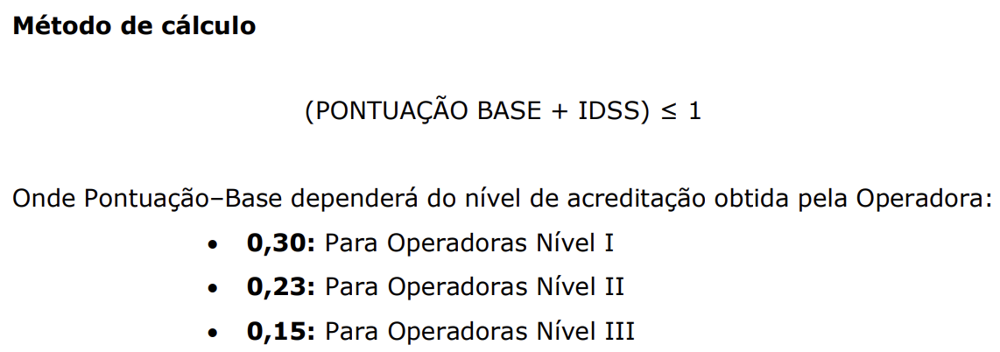 Método de cálculo
(PONTUAÇÃO BASE + IDSS) ≤ 1
Onde Pontuação–Base dependerá do nível de acreditação obtida pela Operadora:
• 0,30: Para Operadoras Nível I
• 0,23: Para Operadoras Nível II
• 0,15: Para Operadoras Nível III